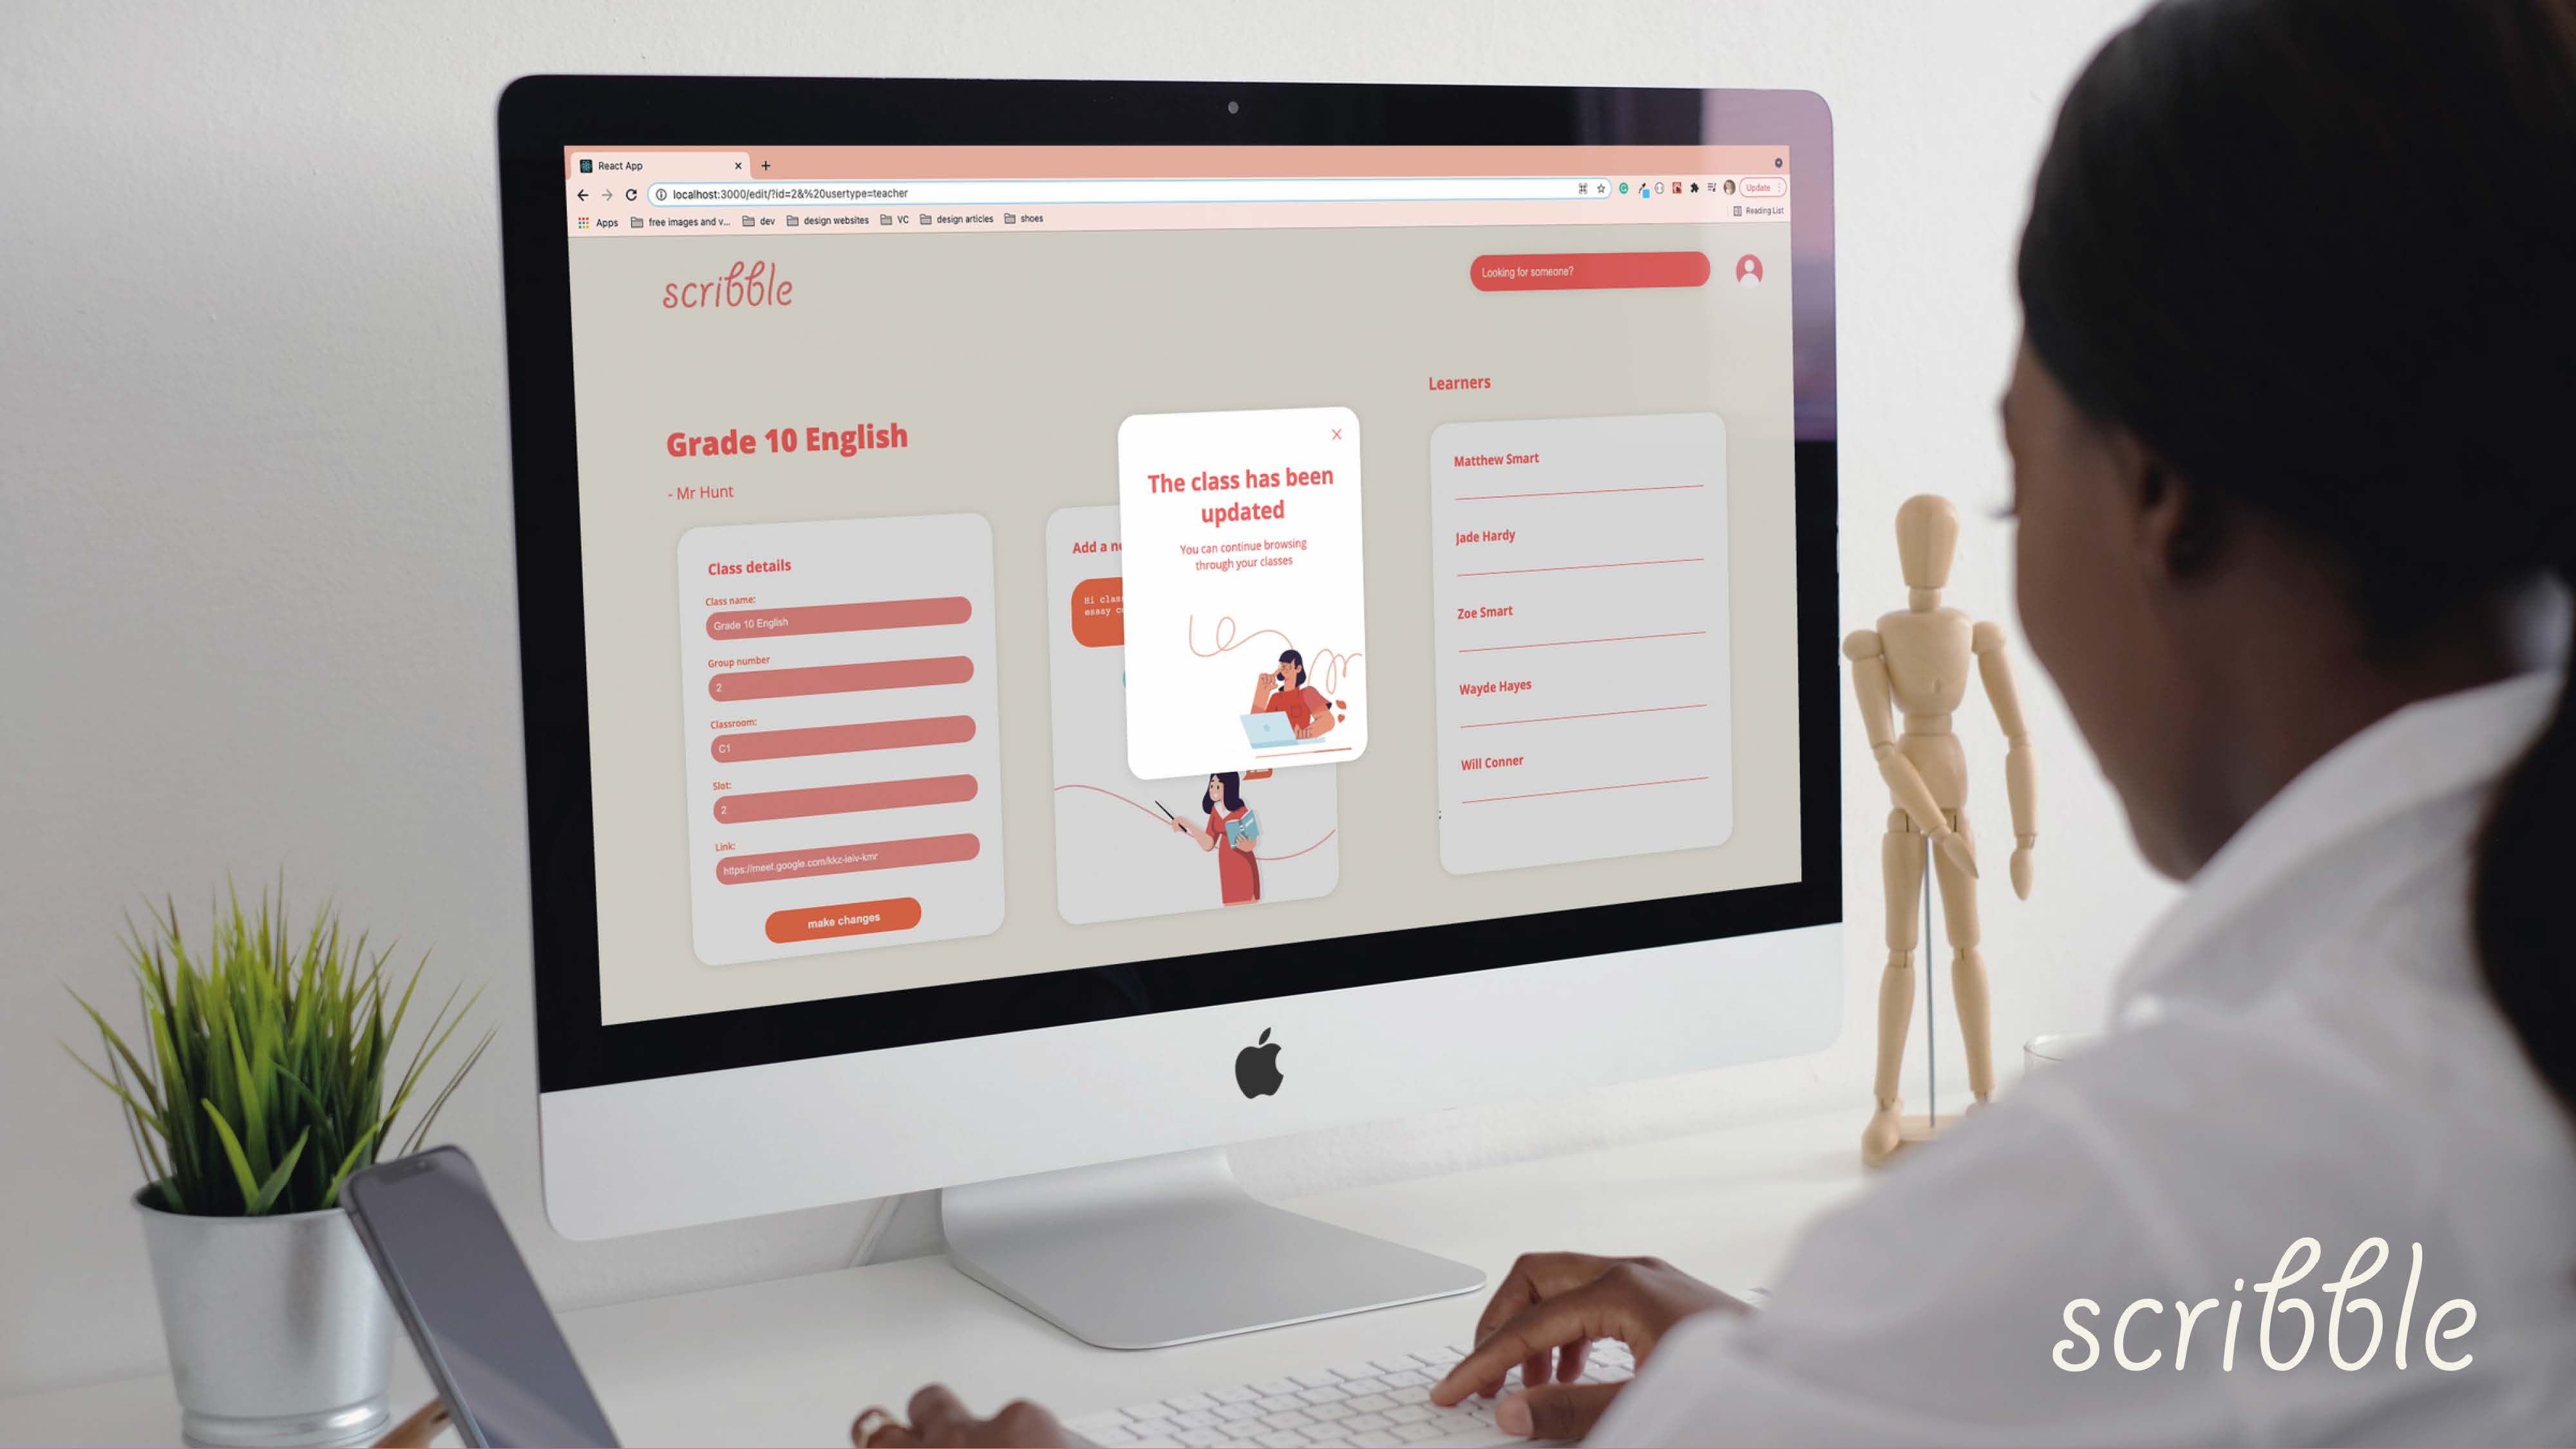 React App
localhost:3000/edit/?id=2&%20usertype=teacher
Update
Apps
free images and v...
dev
design websites
VC
design articles
shoes
Reading List
scribble
Looking for someone?
Grade 10 English
- Mr Hunt
Class details
Class name:
Grade 10 English
Group number
2
Classroom:
C1
Slot:
2
Link:
https://meet.google.com/kkz-ieiv-kmr
make changes
Add a n
Hi clas
essay c
The class has been
updated
You can continue browsing
through your classes
Learners
Matthew Smart
Jade Hardy
Zoe Smart
Wayde Hayes
Will Conner
scribble